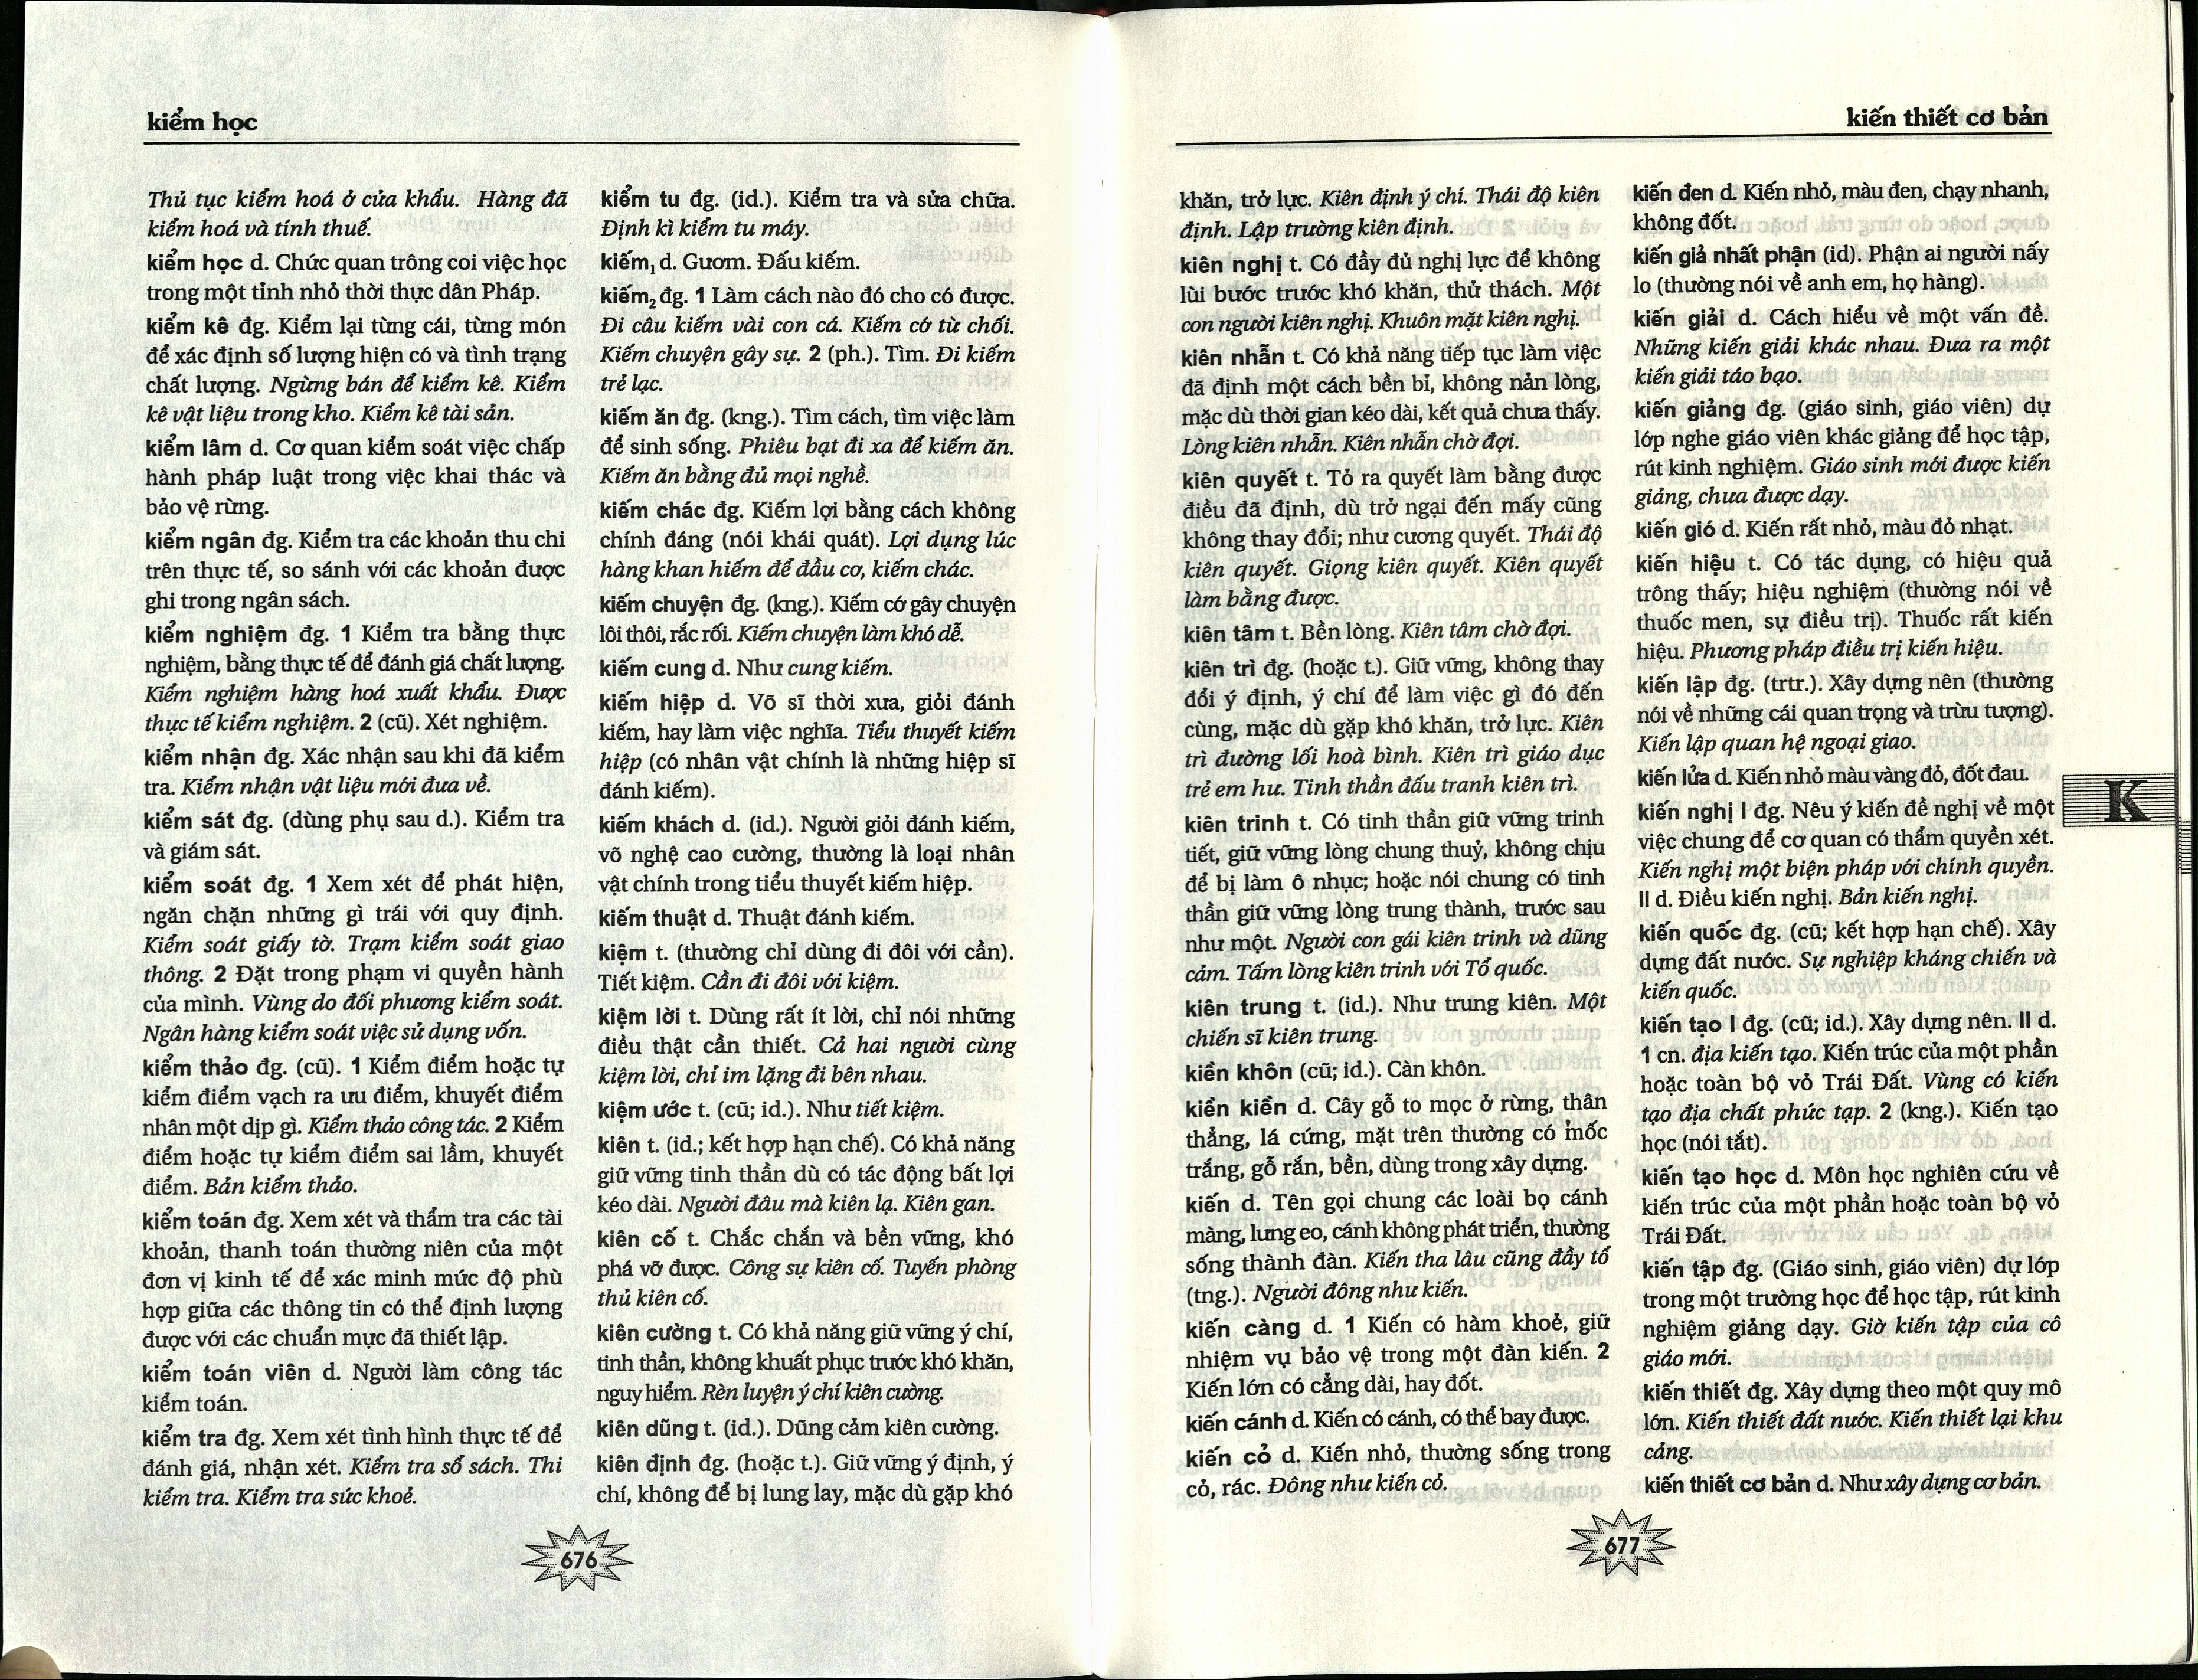 kiểm học
Thủ tục kiểm hoá ở cửa khẩu. Hàng đã
kiểm hoá và tính thuế.
kiểm học d. Chức quan trông coi việc học
trong một tỉnh nhỏ thời thực dân Pháp.
kiểm kê đg. Kiểm lại từng cái, từng món
để xác định số lượng hiện có và tình trạng
chất lượng. Ngừng bán để kiểm kê. Kiểm
kê vật liệu trong kho. Kiểm kê tài sản.
kiểm lâm d. Cơ quan kiểm soát việc chấp
hành pháp luật trong việc khai thác và
bảo vệ rừng.
kiểm ngân đg. Kiểm tra các khoản thu chi
trên thực tế, so sánh với các khoản được
ghi trong ngân sách.
kiểm nghiệm đg. 1 Kiểm tra bằng thực
nghiệm, bằng thực tế để đánh giá chất lượng.
Kiểm nghiệm hàng hoá xuất khẩu. Được
thực tế kiểm nghiệm. 2 (cũ). Xét nghiệm.
kiểm nhận đg. Xác nhận sau khi đã kiểm
tra. Kiểm nhận vật liệu mới đưa về.
kiểm sát đg. (dùng phụ sau d.). Kiểm tra
và giám sát.
kiểm soát đg. 1 Xem xét để phát hiện,
ngăn chặn những gì trái với quy định.
Kiểm soát giấy tờ. Trạm kiểm soát giao
thông. 2 Đặt trong phạm vi quyền hành
của mình. Vùng do đối phương kiểm soát.
Ngân hàng kiểm soát việc sử dụng vốn.
kiểm thảo đg. (cũ). 1 Kiểm điểm hoặc tự
kiểm điểm vạch ra ưu điểm, khuyết điểm
nhân một dịp gì. Kiểm thảo công tác. 2 Kiểm
điểm hoặc tự kiểm điểm sai lầm, khuyết
điểm. Bản kiểm thảo.
kiểm toán đg. Xem xét và thẩm tra các tài
khoản, thanh toán thường niên của một
đơn vị kinh tế để xác minh mức độ phù
hợp giữa các thông tin có thể định lượng
được với các chuẩn mực đã thiết lập.
kiểm toán viên d. Người làm công tác
kiểm toán.
kiểm tra đg. Xem xét tình hình thực tế để
đánh giá, nhận xét. Kiểm tra sổ sách. Thi
kiểm tra. Kiểm tra sức khoẻ.
kiểm tu đg. (id.). Kiểm tra và sửa chữa.
Định kì kiểm tu máy.
kiếm₁ d. Gươm. Đấu kiếm.
kiếm₂ đg. 1 Làm cách nào đó cho có được.
Đi câu kiếm vài con cá. Kiếm cớ từ chối.
Kiếm chuyện gây sự. 2 (ph.). Tìm. Đi kiếm
trẻ lạc.
kiếm ăn đg. (kng.). Tìm cách, tìm việc làm
để sinh sống. Phiêu bạt đi xa để kiếm ăn.
Kiếm ăn bằng đủ mọi nghề.
kiếm chác đg. Kiếm lợi bằng cách không
chính đáng (nói khái quát). Lợi dụng lúc
hàng khan hiếm để đầu cơ, kiếm chác.
kiếm chuyện đg. (kng.). Kiếm cớ gây chuyện
lôi thôi, rắc rối. Kiếm chuyện làm khó dễ.
kiếm cung d. Như cung kiếm.
kiếm hiệp d. Võ sĩ thời xưa, giỏi đánh
kiếm, hay làm việc nghĩa. Tiểu thuyết kiếm
hiệp (có nhân vật chính là những hiệp sĩ
đánh kiếm).
kiếm khách d. (id.). Người giỏi đánh kiếm,
võ nghệ cao cường, thường là loại nhân
vật chính trong tiểu thuyết kiếm hiệp.
kiếm thuật d. Thuật đánh kiếm.
kiệm t. (thường chỉ dùng đi đôi với cần).
Tiết kiệm. Cần đi đôi với kiệm.
kiệm lời t. Dùng rất ít lời, chỉ nói những
điều thật cần thiết. Cả hai người cùng
kiệm lời, chỉ im lặng đi bên nhau.
kiệm ước t. (cũ; id.). Như tiết kiệm.
kiên t. (id.; kết hợp hạn chế). Có khả năng
giữ vững tinh thần dù có tác động bất lợi
kéo dài. Người đâu mà kiên lạ. Kiên gan.
kiên cố t. Chắc chắn và bền vững, khó
phá vỡ được. Công sự kiên cố. Tuyến phòng
thủ kiên cố.
kiên cường t. Có khả năng giữ vững ý chí,
tinh thần, không khuất phục trước khó khăn,
nguy hiểm. Rèn luyện ý chí kiên cường.
kiên dũng t. (id.). Dũng cảm kiên cường.
kiên định đg. (hoặc t.). Giữ vững ý định, ý
chí, không để bị lung lay, mặc dù gặp khó
676
kiến thiết cơ bản
khăn, trở lực. Kiên định ý chí. Thái độ kiên
định. Lập trường kiên định.
kiên nghị t. Có đầy đủ nghị lực để không
lùi bước trước khó khăn, thử thách. Một
con người kiên nghị. Khuôn mặt kiên nghị.
kiên nhẫn t. Có khả năng tiếp tục làm việc
đã định một cách bền bỉ, không nản lòng,
mặc dù thời gian kéo dài, kết quả chưa thấy.
Lòng kiên nhẫn. Kiên nhẫn chờ đợi.
kiên quyết t. Tỏ ra quyết làm bằng được
điều đã định, dù trở ngại đến mấy cũng
không thay đổi; như cương quyết. Thái độ
kiên quyết. Giọng kiên quyết. Kiên quyết
làm bằng được.
kiên tâm t. Bền lòng. Kiên tâm chờ đợi.
kiên trì đg. (hoặc t.). Giữ vững, không thay
đổi ý định, ý chí để làm việc gì đó đến
cùng, mặc dù gặp khó khăn, trở lực. Kiên
trì đường lối hoà bình. Kiên trì giáo dục
trẻ em hư. Tinh thần đấu tranh kiên trì.
kiên trinh t. Có tinh thần giữ vững trinh
tiết, giữ vững lòng chung thuỷ, không chịu
để bị làm ô nhục; hoặc nói chung có tinh
thần giữ vững lòng trung thành, trước sau
như một. Người con gái kiên trinh và dũng
cảm. Tấm lòng kiên trinh với Tổ quốc.
kiên trung t. (id.). Như trung kiên. Một
chiến sĩ kiên trung.
kiền khôn (cũ; id.). Càn khôn.
kiền kiền d. Cây gỗ to mọc ở rừng, thân
thẳng, lá cứng, mặt trên thường có mốc
trắng, gỗ rắn, bền, dùng trong xây dựng.
kiến d. Tên gọi chung các loài bọ cánh
màng, lưng eo, cánh không phát triển, thường
sống thành đàn. Kiến tha lâu cũng đầy tổ
(tng.). Người đông như kiến.
kiến càng d. 1 Kiến có hàm khoẻ, giữ
nhiệm vụ bảo vệ trong một đàn kiến. 2
Kiến lớn có cẳng dài, hay đốt.
kiến cánh d. Kiến có cánh, có thể bay được.
kiến cỏ d. Kiến nhỏ, thường sống trong
cỏ, rác. Đông như kiến cỏ.
kiến đen d. Kiến nhỏ, màu đen, chạy nhanh,
không đốt.
kiến giả nhất phận (id). Phận ai người nấy
lo (thường nói về anh em, họ hàng).
kiến giải d. Cách hiểu về một vấn đề.
Những kiến giải khác nhau. Đưa ra một
kiến giải táo bạo.
kiến giảng đg. (giáo sinh, giáo viên) dự
lớp nghe giáo viên khác giảng để học tập,
rút kinh nghiệm. Giáo sinh mới được kiến
giảng, chưa được dạy.
kiến gió d. Kiến rất nhỏ, màu đỏ nhạt.
kiến hiệu t. Có tác dụng, có hiệu quả
trông thấy; hiệu nghiệm (thường nói về
thuốc men, sự điều trị). Thuốc rất kiến
hiệu. Phương pháp điều trị kiến hiệu.
kiến lập đg. (trtr.). Xây dựng nên (thường
nói về những cái quan trọng và trừu tượng).
Kiến lập quan hệ ngoại giao.
kiến lửa d. Kiến nhỏ màu vàng đỏ, đốt đau.
kiến nghị I đg. Nêu ý kiến đề nghị về một
việc chung để cơ quan có thẩm quyền xét.
Kiến nghị một biện pháp với chính quyền.
II d. Điều kiến nghị. Bản kiến nghị.
kiến quốc đg. (cũ; kết hợp hạn chế). Xây
dựng đất nước. Sự nghiệp kháng chiến và
kiến quốc.
kiến tạo I đg. (cũ; id.). Xây dựng nên. II d.
1 cn. địa kiến tạo. Kiến trúc của một phần
hoặc toàn bộ vỏ Trái Đất. Vùng có kiến
tạo địa chất phức tạp. 2 (kng.). Kiến tạo
học (nói tắt).
kiến tạo học d. Môn học nghiên cứu về
kiến trúc của một phần hoặc toàn bộ vỏ
Trái Đất.
kiến tập đg. (Giáo sinh, giáo viên) dự lớp
trong một trường học để học tập, rút kinh
nghiệm giảng dạy. Giờ kiến tập của cô
giáo mới.
kiến thiết đg. Xây dựng theo một quy mô
lớn. Kiến thiết đất nước. Kiến thiết lại khu
cảng.
kiến thiết cơ bản d. Như xây dựng cơ bản.
K
677